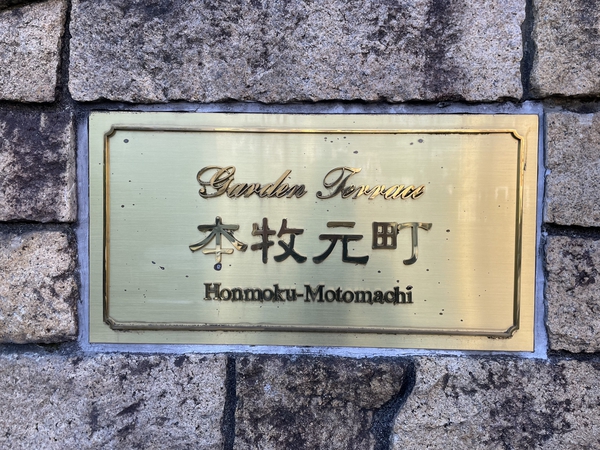 Garden Terrace
本牧元町
Honmoku-Motomachi